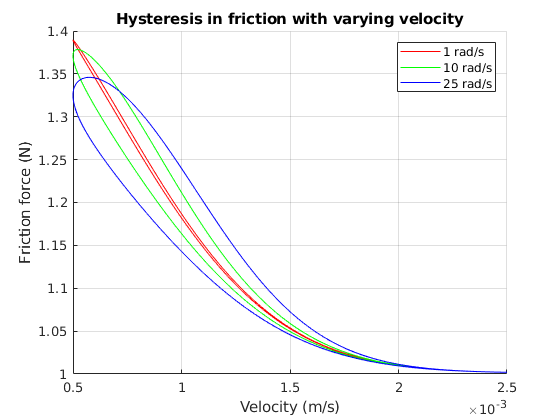 Hysteresis in friction with varying velocity
1.4
1.35
1.3
1.25
1.2
1.15
1.1
1.05
1
Friction force (N)
1 rad/s
10 rad/s
25 rad/s
0.5 1 1.5 2 2.5
Velocity (m/s)
×10⁻³